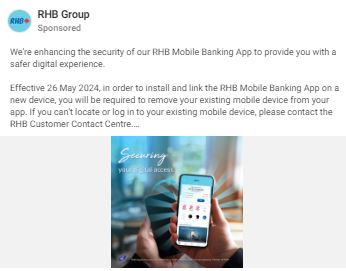 RHB Group
RHB
Sponsored
We're enhancing the security of our RHB Mobile Banking App to provide you with a
safer digital experience.
Effective 26 May 2024, in order to install and link the RHB Mobile Banking App on a
new device, you will be required to remove your existing mobile device from your
app. If you can't locate or log in to your existing mobile device, please contact the
RHB Customer Contact Centre....
Securing
your digital access